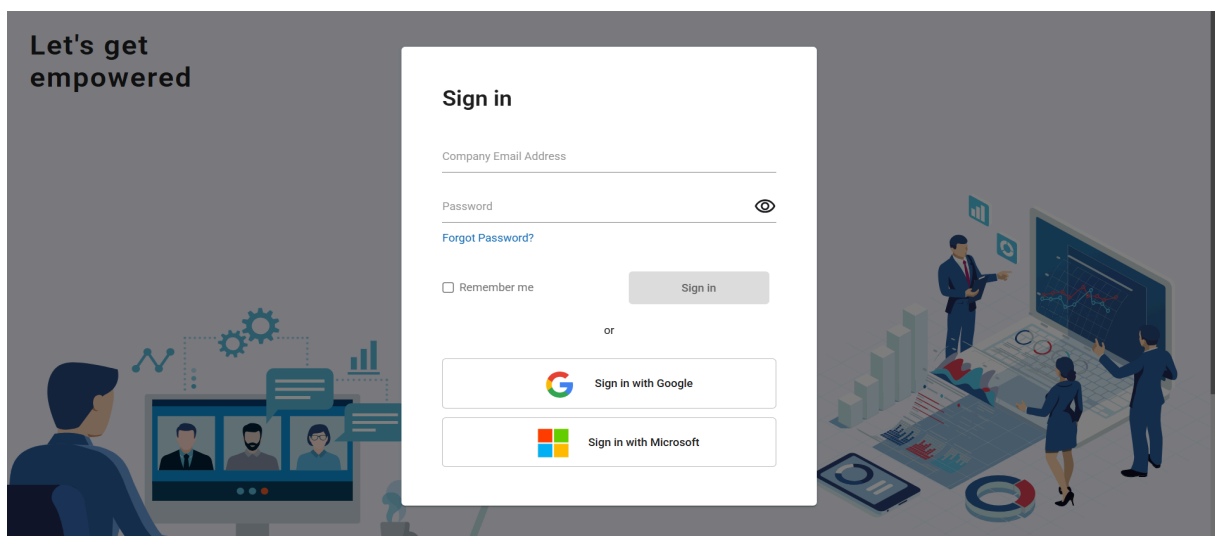 Let's get
empowered
Sign in
Company Email Address
Password
Forgot Password?
Remember me
Sign in
or
Sign in with Google
Sign in with Microsoft